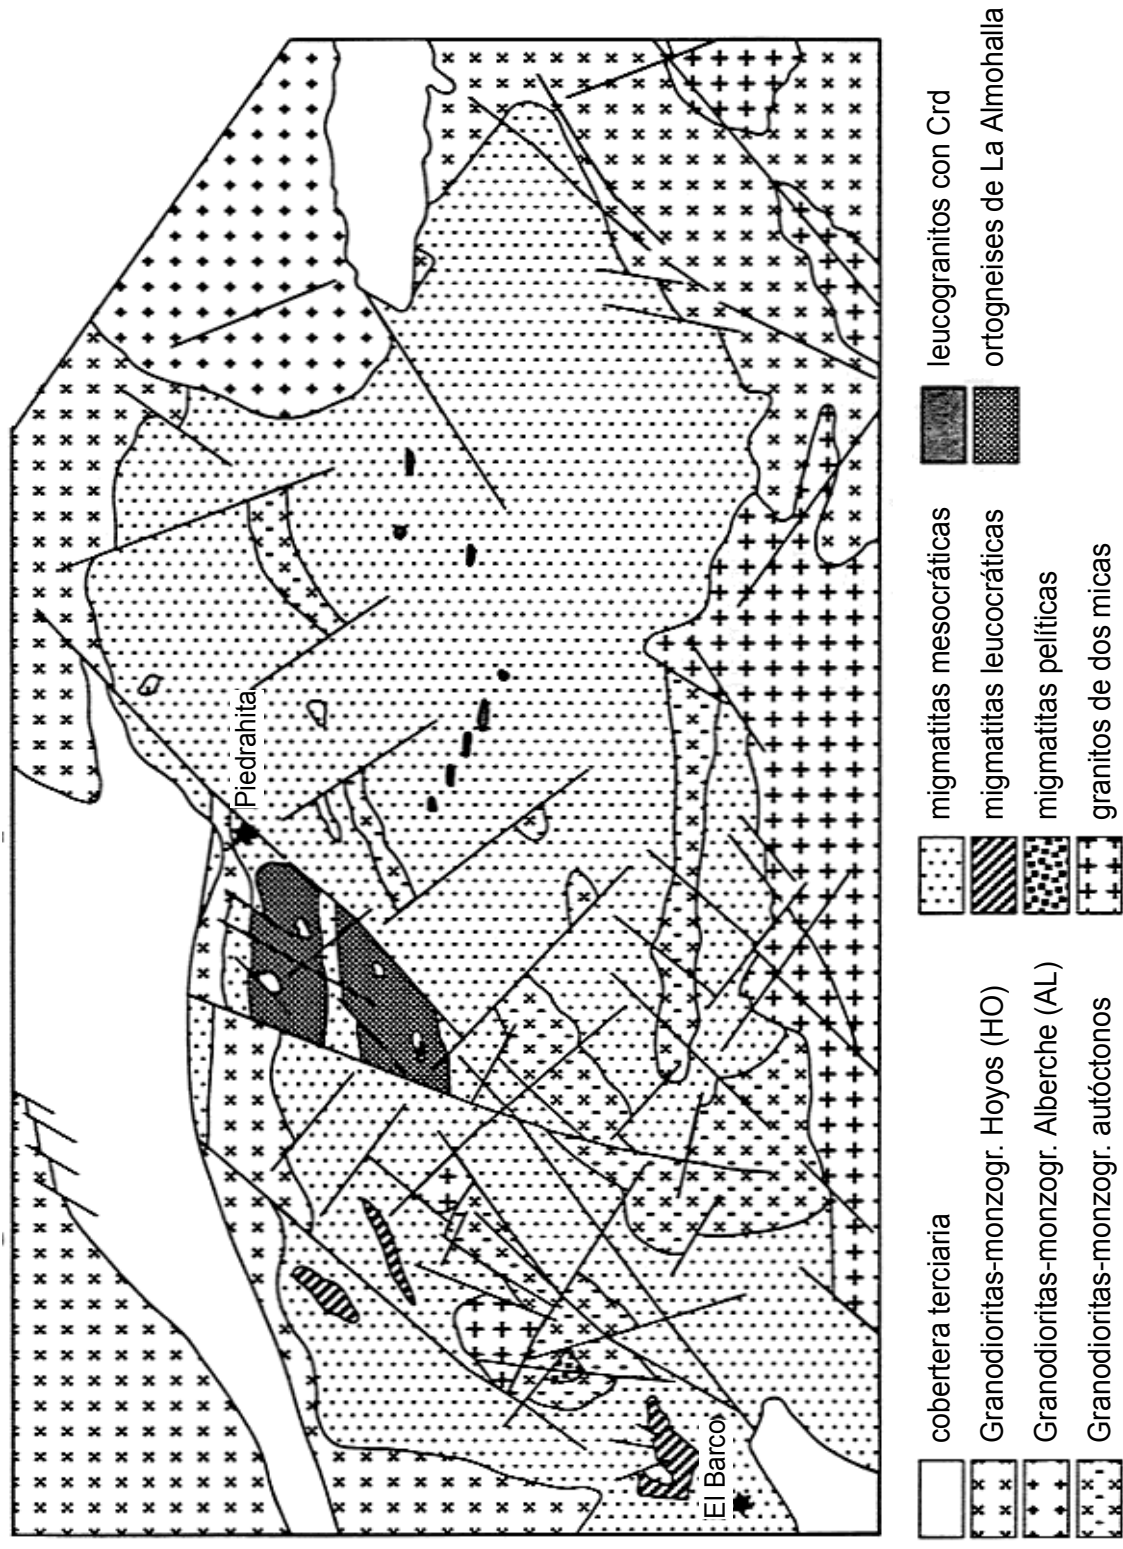 Piedrahita
El Barco
cobertera terciaria
Granodioritas-monzogr. Hoyos (HO)
Granodioritas-monzogr. Alberche (AL)
Granodioritas-monzogr. autóctonos
migmatitas mesocráticas
migmatitas leucocráticas
migmatitas pelíticas
granitos de dos micas
leucogranitos con Crd
ortogneises de La Almohalla